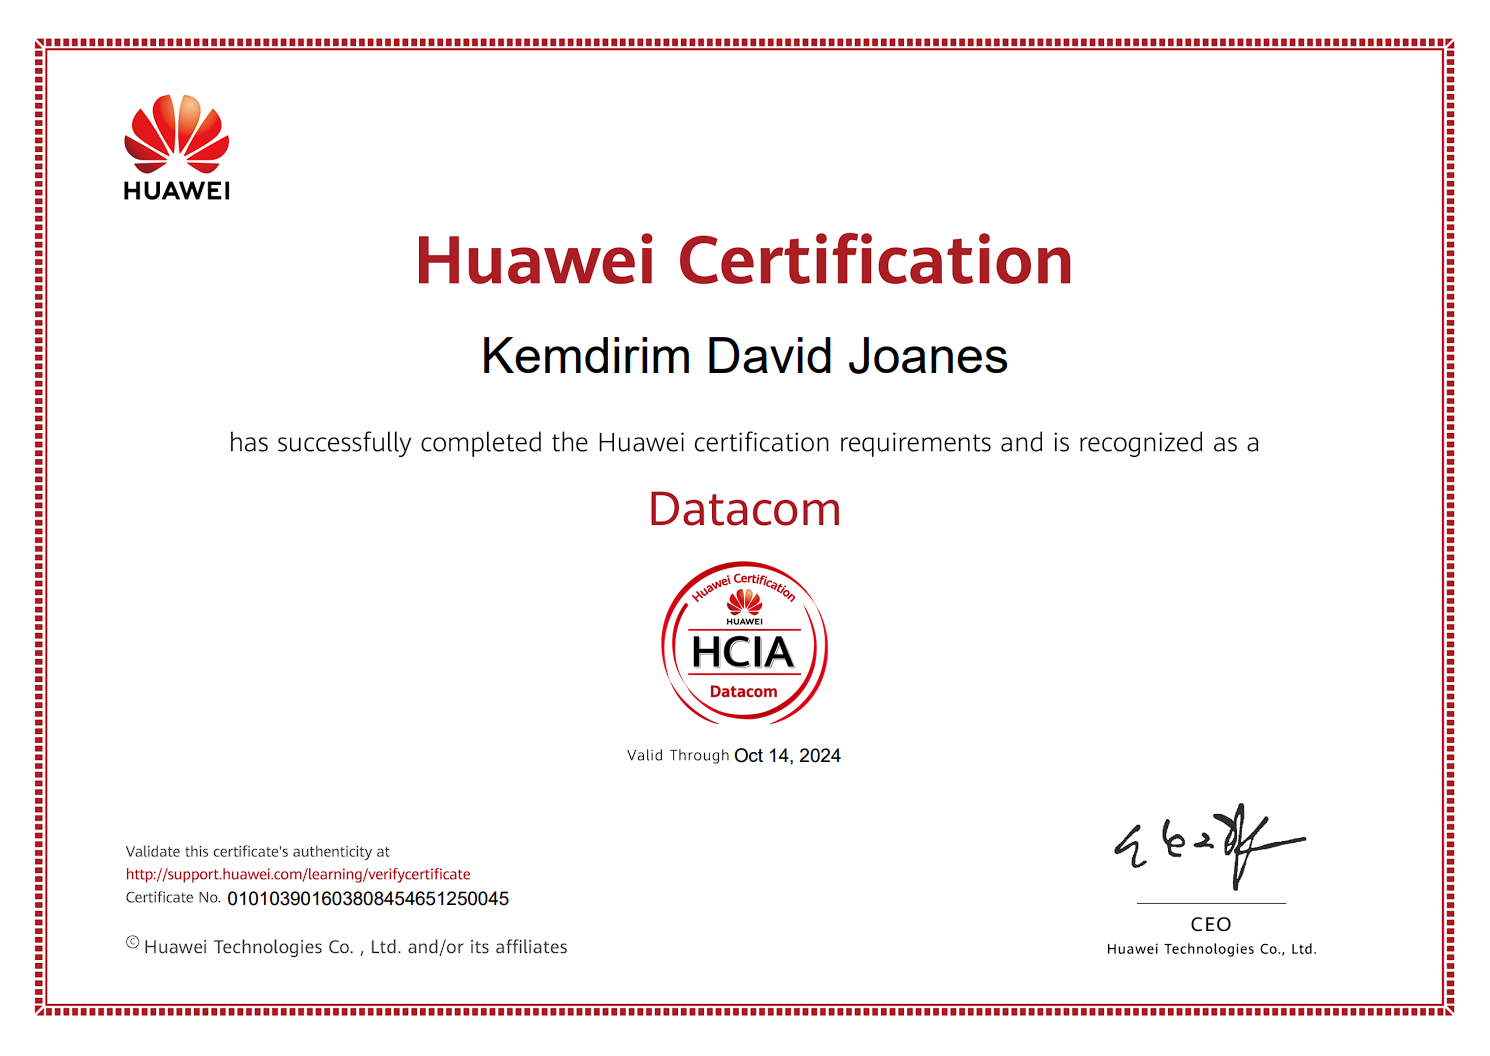 HUAWEI
Huawei Certification
Kemdirim David Joanes
has successfully completed the Huawei certification requirements and is recognized as a
Datacom
Huawei Certification
HUAWEI
HCIA
Datacom
Valid Through Oct 14, 2024
Validate this certificate's authenticity at
http://support.huawei.com/learning/verifycertificate
Certificate No. 010103901603808454651250045
© Huawei Technologies Co. , Ltd. and/or its affiliates
CEO
Huawei Technologies Co., Ltd.